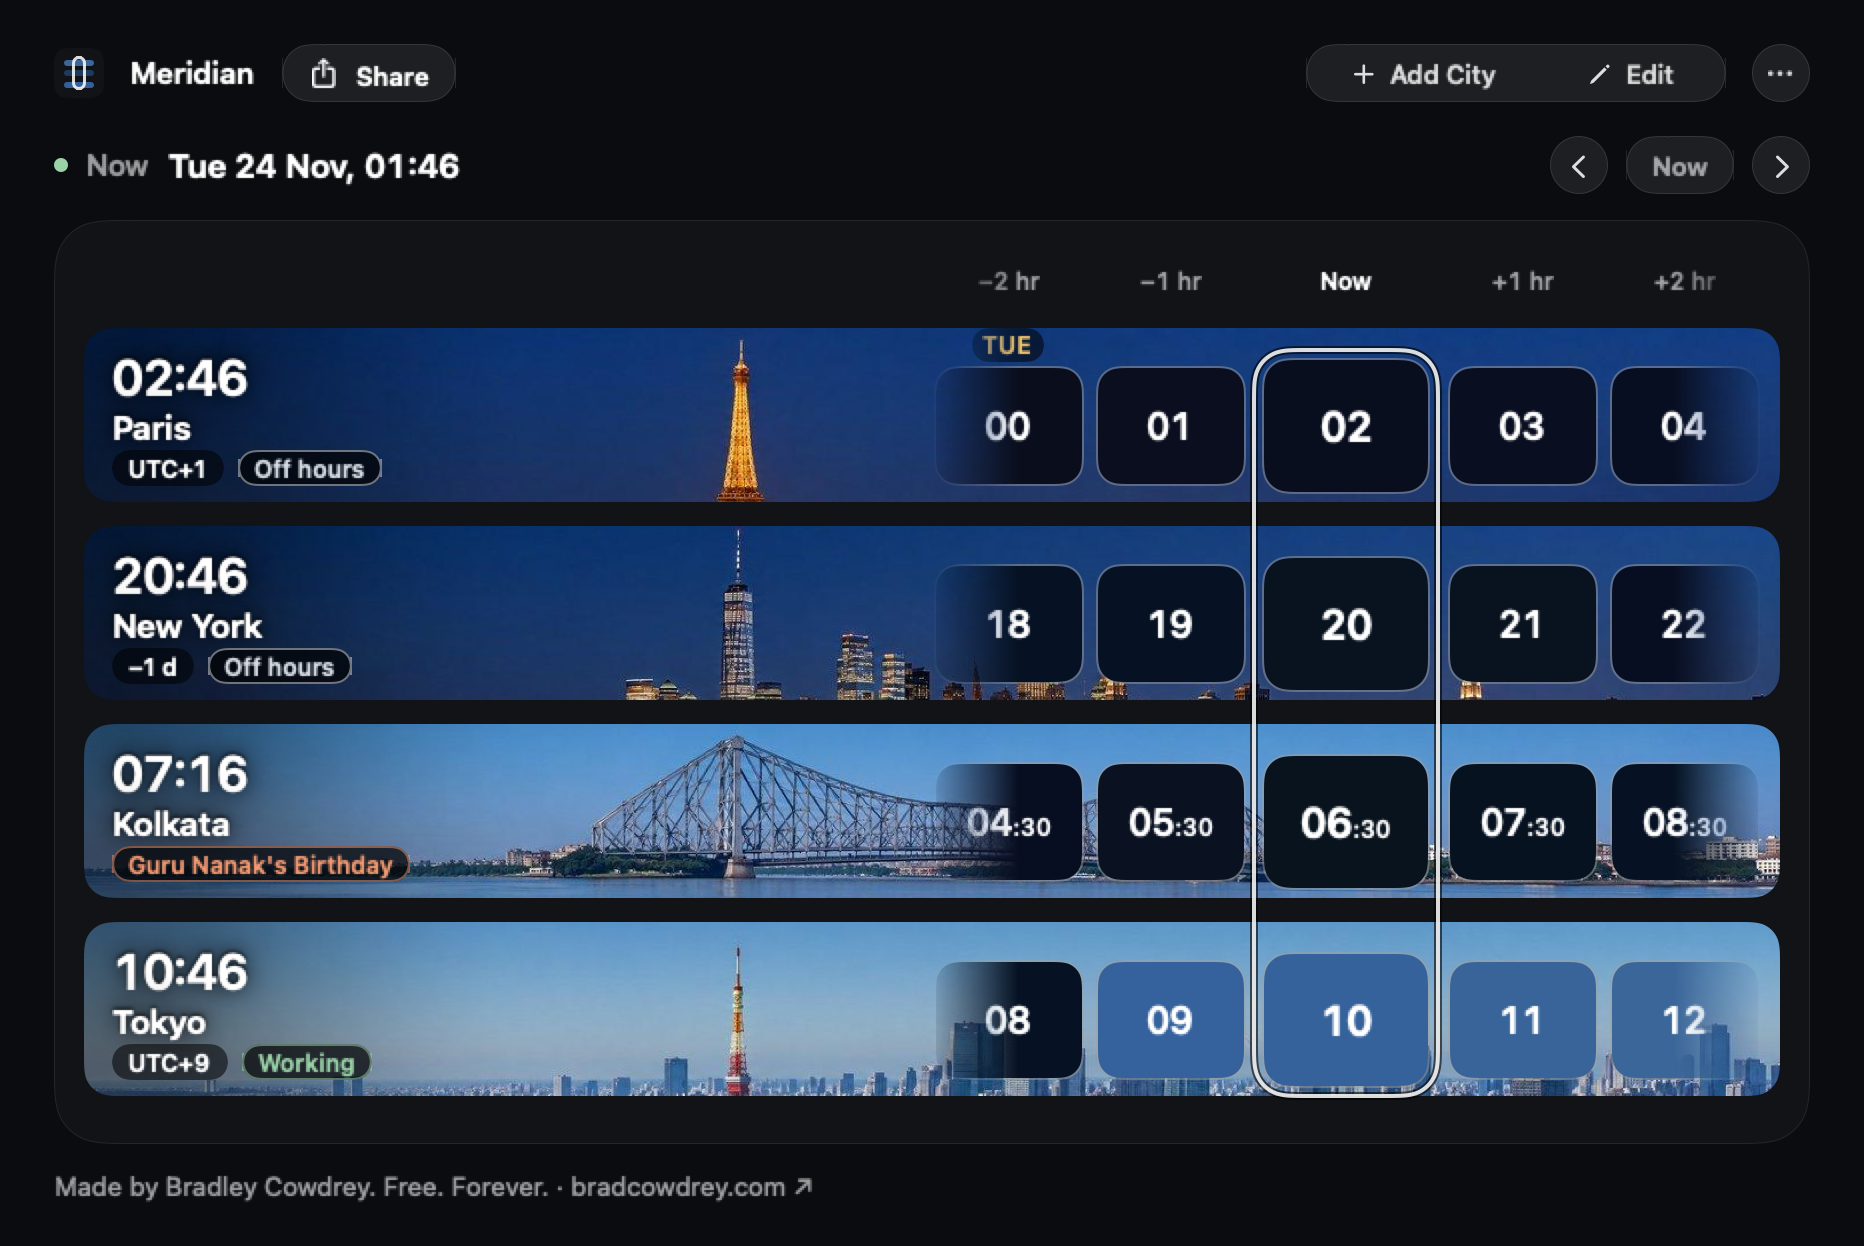 Meridian
Share
Add City
Edit
Now Tue 24 Nov, 01:46
Now
−2 hr −1 hr Now +1 hr +2 hr
TUE
02:46
Paris
UTC+1 Off hours
00 01 02 03 04
20:46
New York
−1 d Off hours
18 19 20 21 22
07:16
Kolkata
Guru Nanak's Birthday
04:30 05:30 06:30 07:30 08:30
10:46
Tokyo
UTC+9 Working
08 09 10 11 12
Made by Bradley Cowdrey. Free. Forever. · bradcowdrey.com ↗